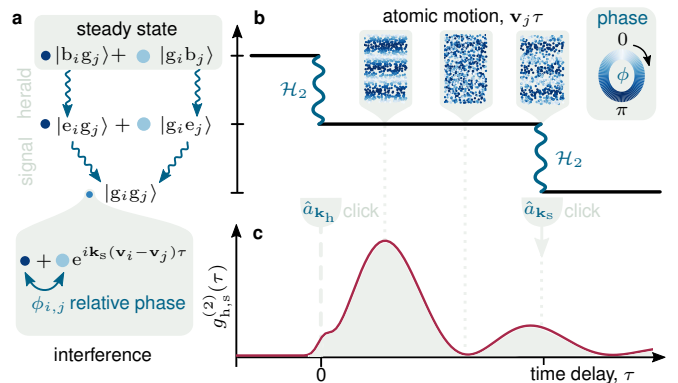 a
steady state
|b_i g_j⟩ + |g_i b_j⟩
herald
|e_i g_j⟩ + |g_i e_j⟩
signal
|g_i g_j⟩
+ e^{i𝐤_s(𝐯_i−𝐯_j)τ}
ϕ_{i,j} relative phase
interference
b
atomic motion, 𝐯_j τ
phase
0
ϕ
π
ℋ_2
ℋ_2
â_{𝐤_h} click
â_{𝐤_s} click
c
g^{(2)}_{h,s}(τ)
0
time delay, τ